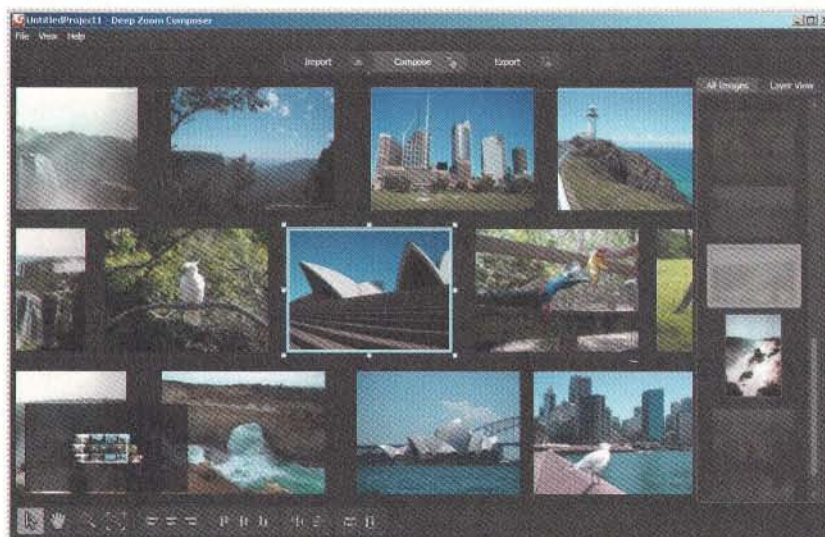 UntitledProject1 - Deep Zoom Composer
File View Help
Import Compose Export
All Images Layer View